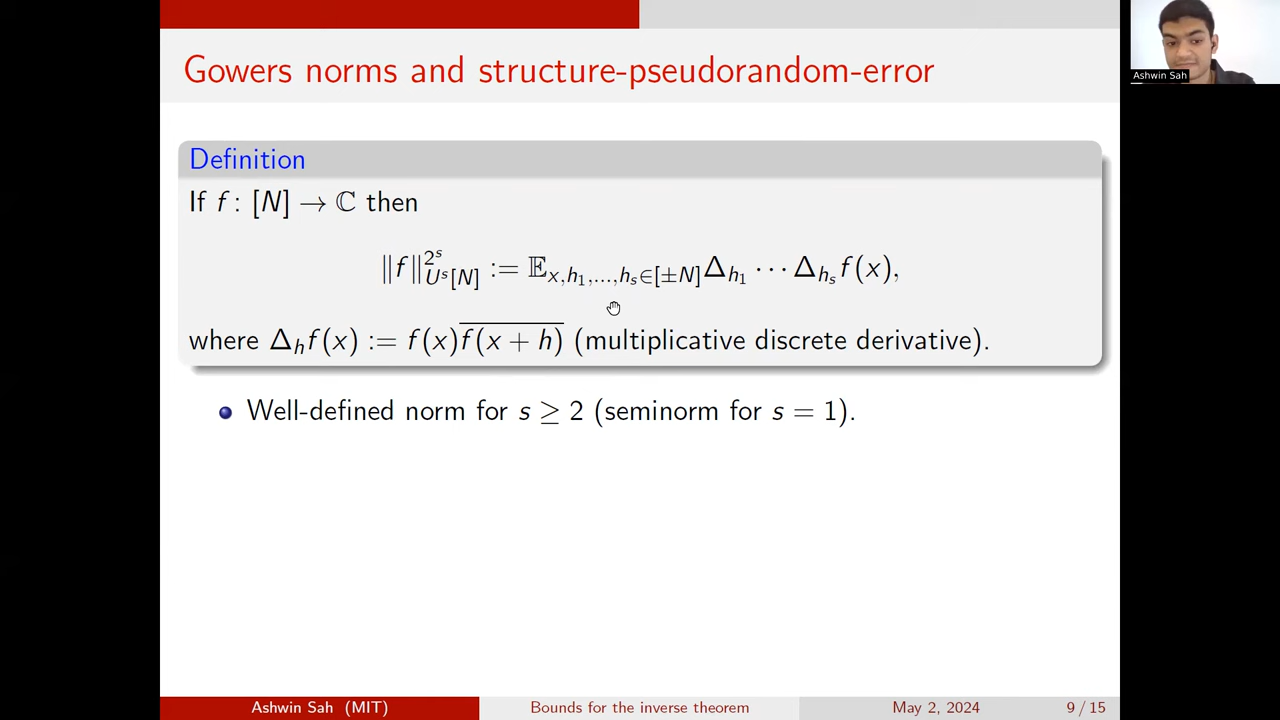 Gowers norms and structure-pseudorandom-error
Ashwin Sah
Definition
If f : [N] → ℂ then
‖f‖^{2^s}_{U^s[N]} := 𝔼_{x,h_1,...,h_s∈[±N]} Δ_{h_1} ⋯ Δ_{h_s} f(x),
where Δ_h f(x) := f(x)\overline{f(x + h)} (multiplicative discrete derivative).
Well-defined norm for s ≥ 2 (seminorm for s = 1).
Ashwin Sah (MIT) Bounds for the inverse theorem May 2, 2024 9 / 15